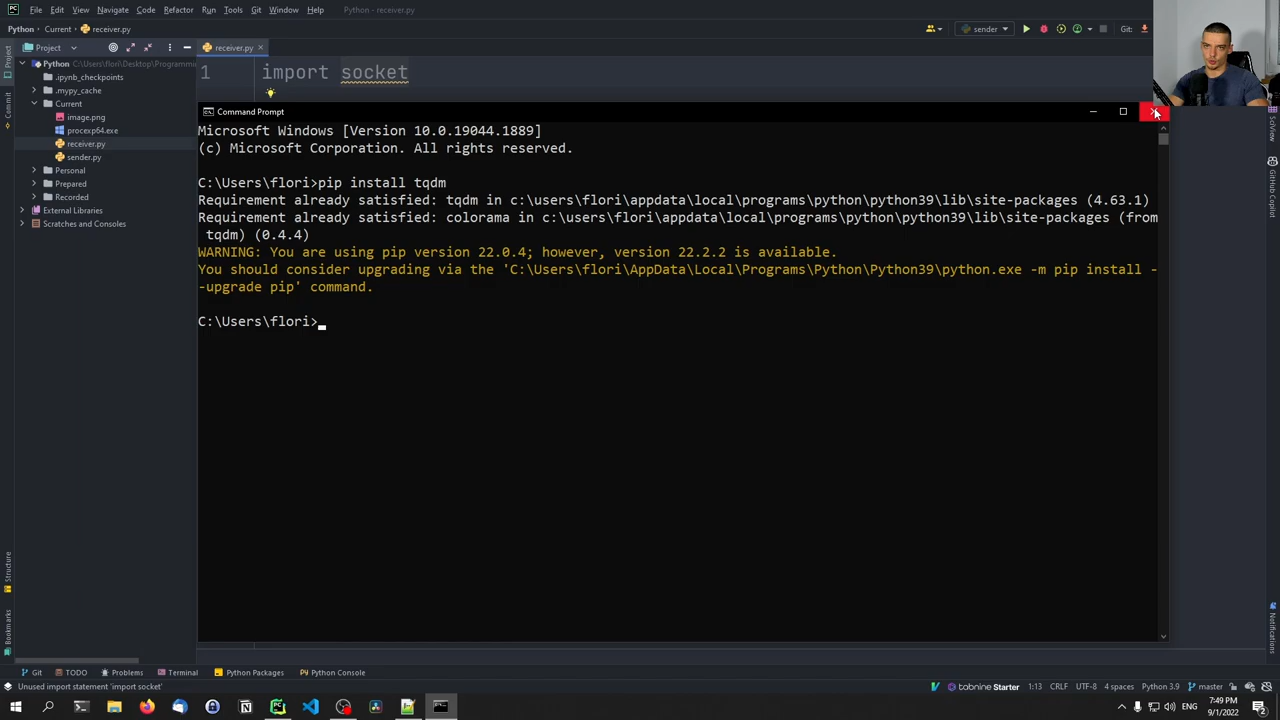 File Edit View Navigate Code Refactor Run Tools Git Window Help Python - receiver.py
Python Current receiver.py sender Git:
Project receiver.py
Python C:\Users\flori\Desktop\Programmi
.ipynb_checkpoints
.mypy_cache
Current
image.png
procexp64.exe
receiver.py
sender.py
Personal
Prepared
Recorded
External Libraries
Scratches and Consoles
1 import socket
Command Prompt
Microsoft Windows [Version 10.0.19044.1889]
(c) Microsoft Corporation. All rights reserved.
C:\Users\flori>pip install tqdm
Requirement already satisfied: tqdm in c:\users\flori\appdata\local\programs\python\python39\lib\site-packages (4.63.1)
Requirement already satisfied: colorama in c:\users\flori\appdata\local\programs\python\python39\lib\site-packages (from
tqdm) (0.4.4)
WARNING: You are using pip version 22.0.4; however, version 22.2.2 is available.
You should consider upgrading via the 'C:\Users\flori\AppData\Local\Programs\Python\Python39\python.exe -m pip install -
-upgrade pip' command.
C:\Users\flori>
Project
Commit
Structure
Bookmarks
SciView
GitHub Copilot
Notifications
Git TODO Problems Terminal Python Packages Python Console
Unused import statement 'import socket' tabnine Starter 1:13 CRLF UTF-8 4 spaces Python 3.9 master
ENG 7:49 PM
9/1/2022
2